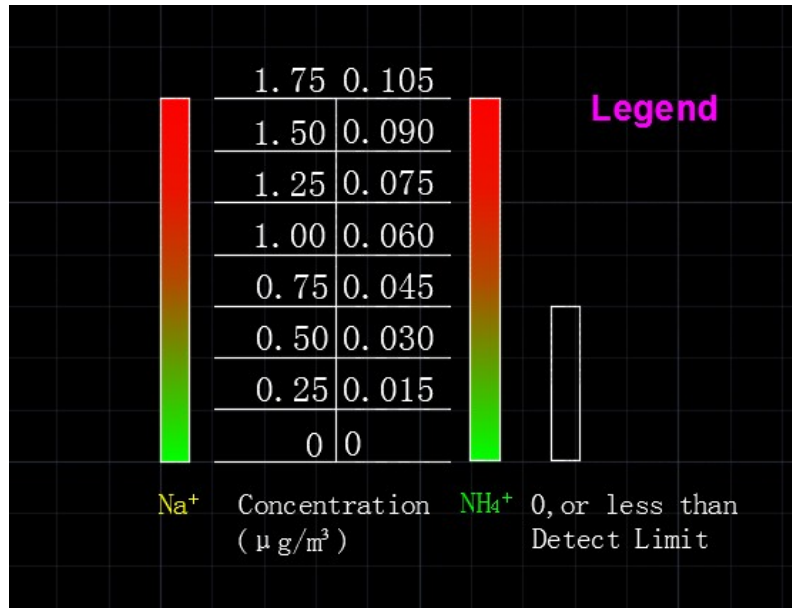 Legend
1.75 0.105
1.50 0.090
1.25 0.075
1.00 0.060
0.75 0.045
0.50 0.030
0.25 0.015
0 0
Na⁺
Concentration
(μg/m³)
NH₄⁺
0,or less than
Detect Limit